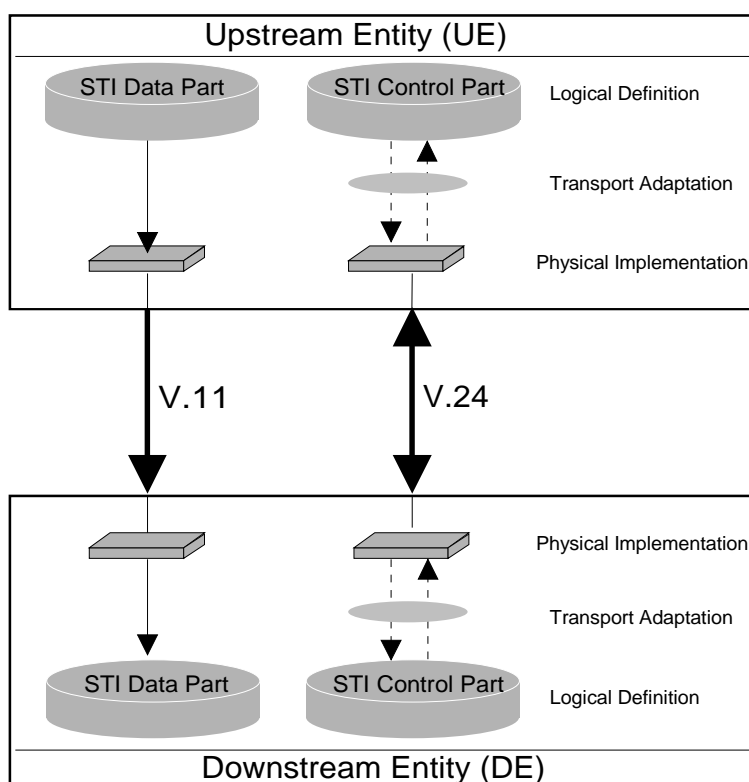 Upstream Entity (UE)
STI Data Part
STI Control Part
Logical Definition
Transport Adaptation
Physical Implementation
V.11
V.24
Physical Implementation
Transport Adaptation
STI Data Part
STI Control Part
Logical Definition
Downstream Entity (DE)